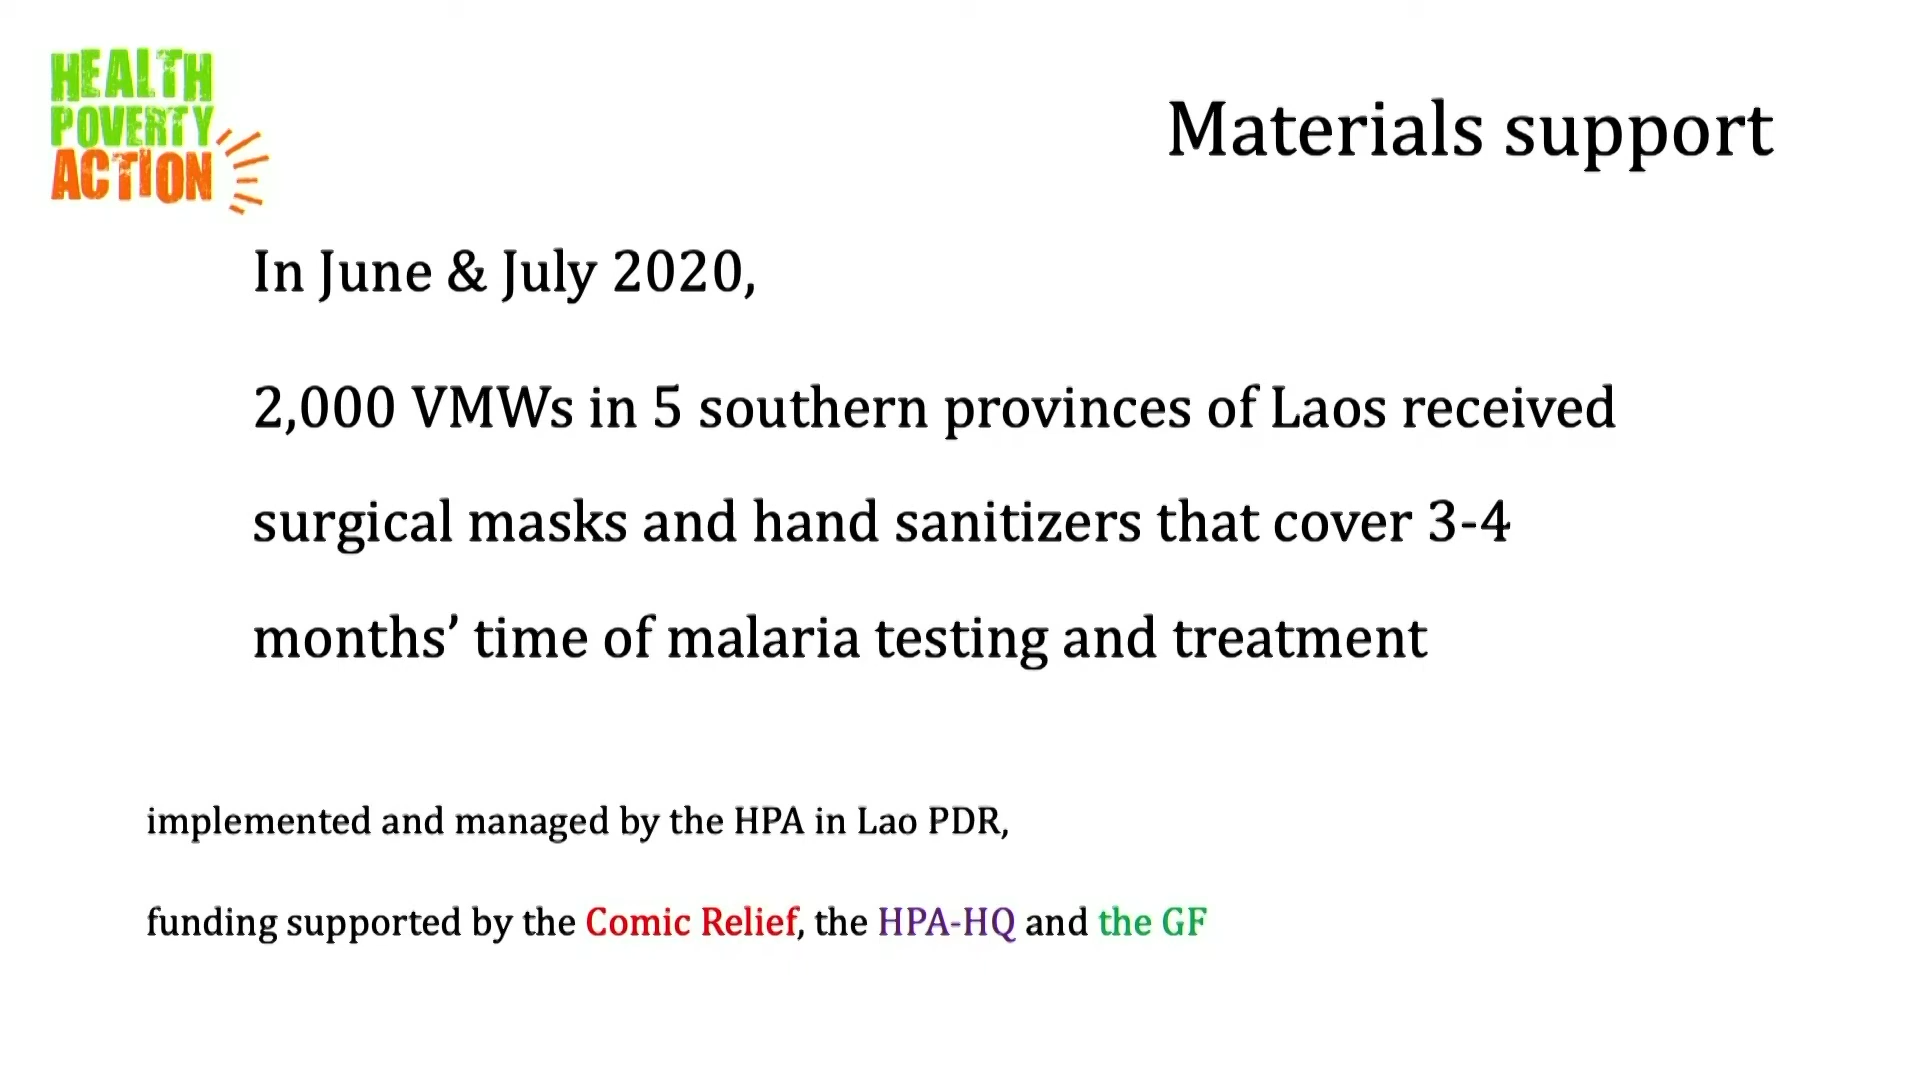 HEALTH
POVERTY
ACTION
Materials support
In June & July 2020,
2,000 VMWs in 5 southern provinces of Laos received
surgical masks and hand sanitizers that cover 3-4
months’ time of malaria testing and treatment
implemented and managed by the HPA in Lao PDR,
funding supported by the Comic Relief, the HPA-HQ and the GF